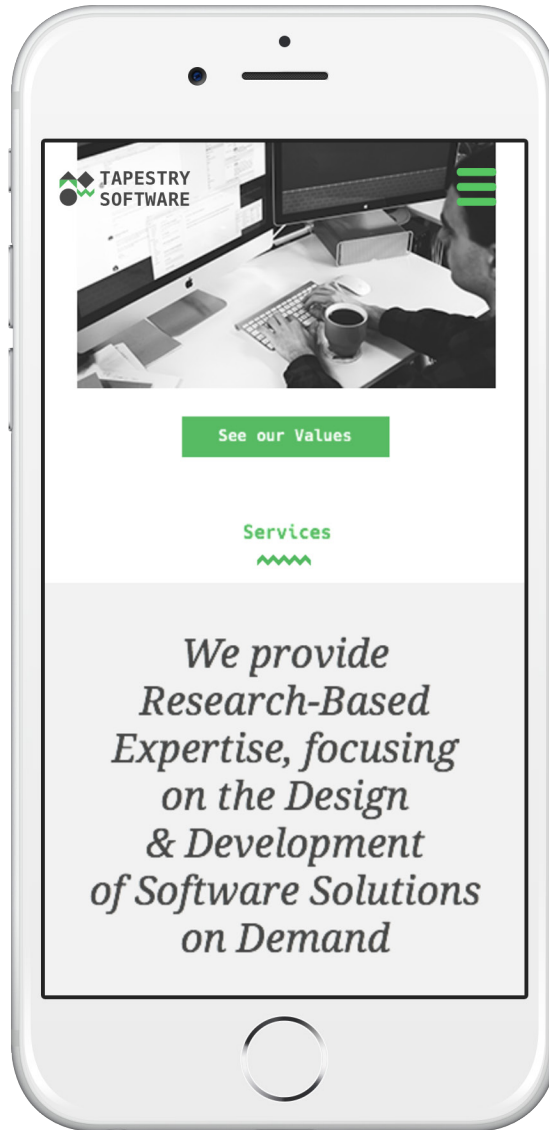 TAPESTRY
SOFTWARE
See our Values
Services
We provide
Research-Based
Expertise, focusing
on the Design
& Development
of Software Solutions
on Demand